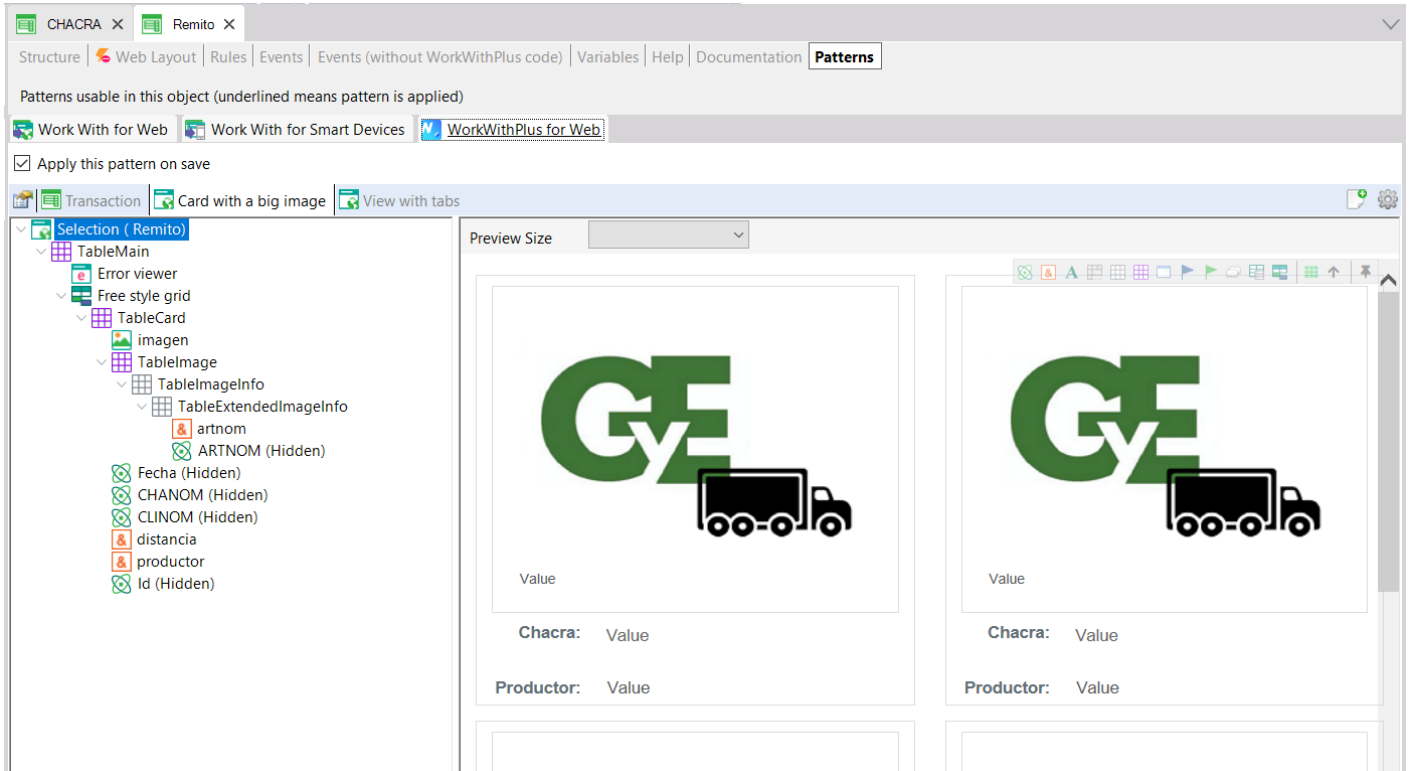 CHACRA Remito
Structure Web Layout Rules Events Events (without WorkWithPlus code) Variables Help Documentation Patterns
Patterns usable in this object (underlined means pattern is applied)
Work With for Web Work With for Smart Devices WorkWithPlus for Web
Apply this pattern on save
Transaction Card with a big image View with tabs
Selection ( Remito)
TableMain
Error viewer
Free style grid
TableCard
imagen
TableImage
TableImageInfo
TableExtendedImageInfo
& artnom
ARTNOM (Hidden)
Fecha (Hidden)
CHANOM (Hidden)
CLINOM (Hidden)
& distancia
& productor
Id (Hidden)
Preview Size
GyE
Value
Chacra: Value
Productor: Value
GyE
Value
Chacra: Value
Productor: Value